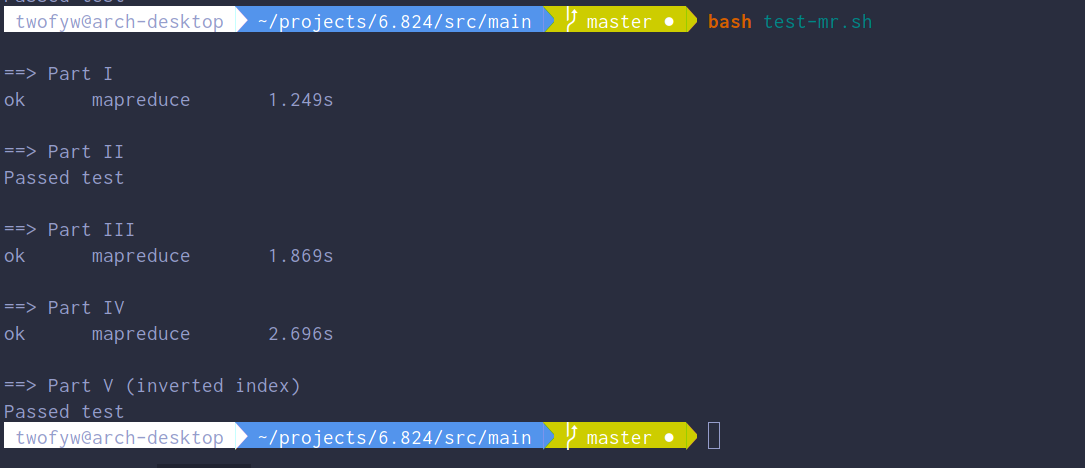 Passed test
twofyw@arch-desktop ~/projects/6.824/src/main master ● bash test-mr.sh
==> Part I
ok mapreduce 1.249s
==> Part II
Passed test
==> Part III
ok mapreduce 1.869s
==> Part IV
ok mapreduce 2.696s
==> Part V (inverted index)
Passed test
twofyw@arch-desktop ~/projects/6.824/src/main master ●